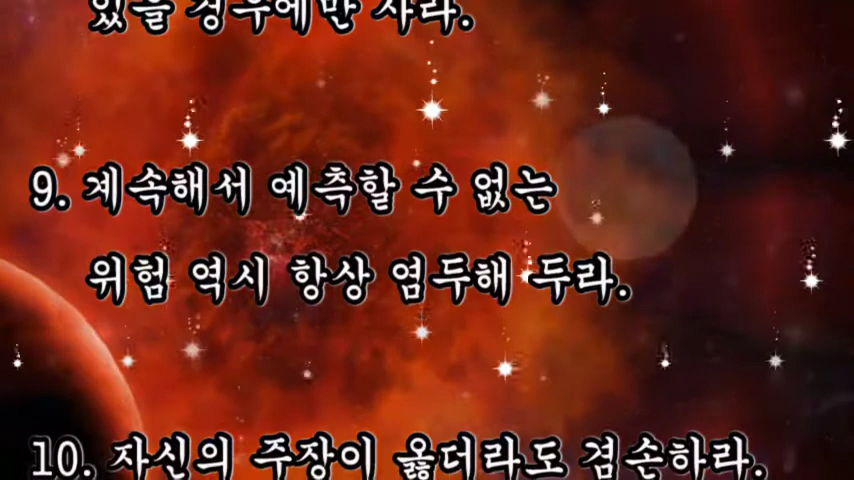 있을 경우에만 사라.
9. 계속해서 예측할 수 없는
위험 역시 항상 염두해 두라.
10. 자신의 주장이 옳더라도 겸손하라.